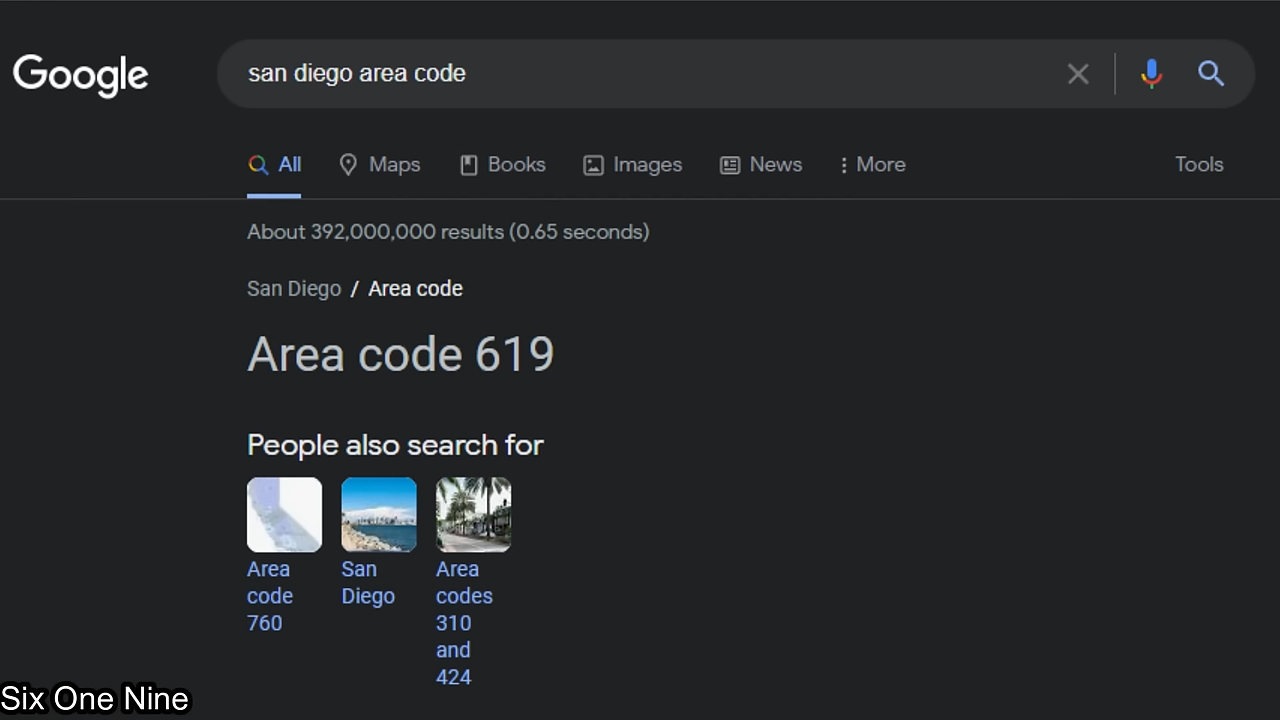 Google
san diego area code
All Maps Books Images News More Tools
About 392,000,000 results (0.65 seconds)
San Diego / Area code
Area code 619
People also search for
Area code 760
San Diego
Area codes 310 and 424
Six One Nine